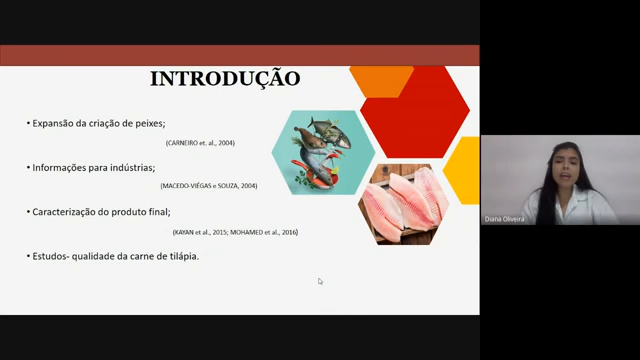 INTRODUÇÃO
• Expansão da criação de peixes;
(CARNEIRO et. al., 2004)
• Informações para indústrias;
(MACEDO-VIÉGAS e SOUZA, 2004)
• Caracterização do produto final;
(KAYAN et al., 2015; MOHAMED et al., 2016)
• Estudos- qualidade da carne de tilápia.
Diana Oliveira